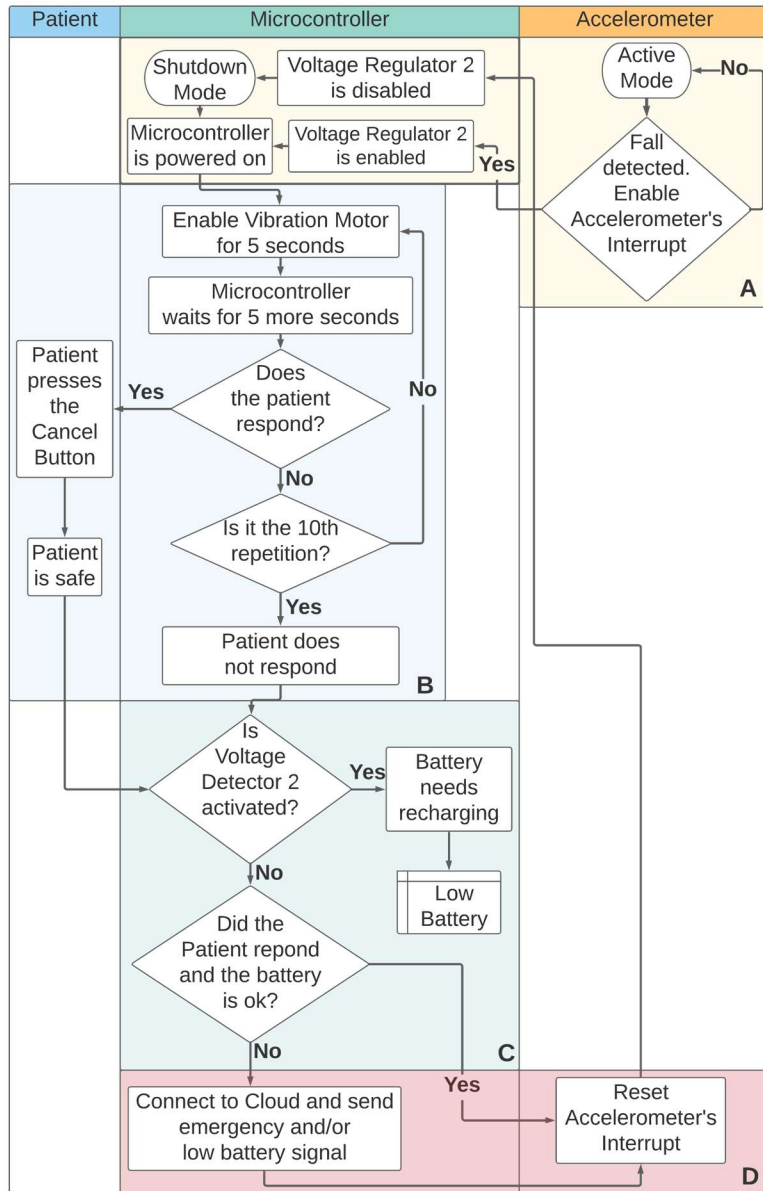 Patient
Microcontroller
Accelerometer
Shutdown
Mode
Voltage Regulator 2
is disabled
Active
Mode
No
Microcontroller
is powered on
Voltage Regulator 2
is enabled
Yes
Fall
detected.
Enable
Accelerometer's
Interrupt
A
Enable Vibration Motor
for 5 seconds
Microcontroller
waits for 5 more seconds
Patient
presses
the
Cancel
Button
Yes
Does
the patient
respond?
No
No
Is it the 10th
repetition?
Patient
is safe
Yes
Patient does
not respond
B
Is
Voltage
Detector 2
activated?
Yes
Battery
needs
recharging
No
Low
Battery
Did the
Patient repond
and the battery
is ok?
No
C
Yes
Connect to Cloud and send
emergency and/or
low battery signal
Reset
Accelerometer's
Interrupt
D